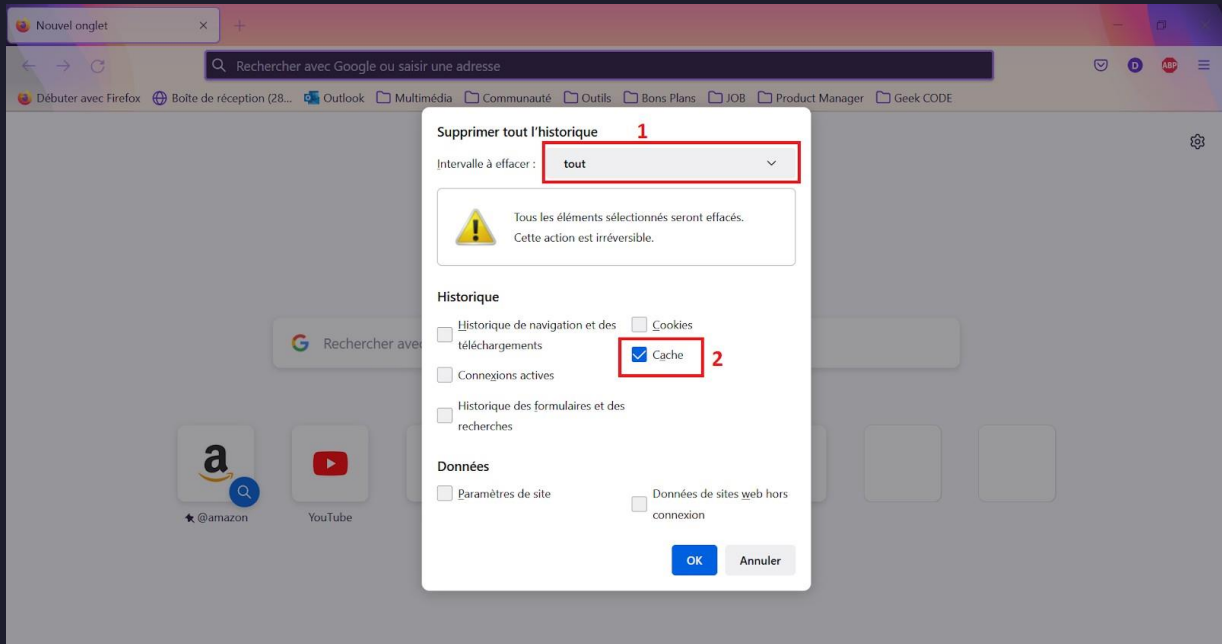 Nouvel onglet
Rechercher avec Google ou saisir une adresse
D
ABP
Débuter avec Firefox
Boîte de réception (28...
Outlook
Multimédia
Communauté
Outils
Bons Plans
JOB
Product Manager
Geek CODE
Supprimer tout l'historique
1
Intervalle à effacer :
tout
Tous les éléments sélectionnés seront effacés.
Cette action est irréversible.
Historique
Historique de navigation et des
téléchargements
Cookies
Cache
2
Connexions actives
Historique des formulaires et des
recherches
Données
Paramètres de site
Données de sites web hors
connexion
OK
Annuler
Rechercher avec
a
@amazon
YouTube